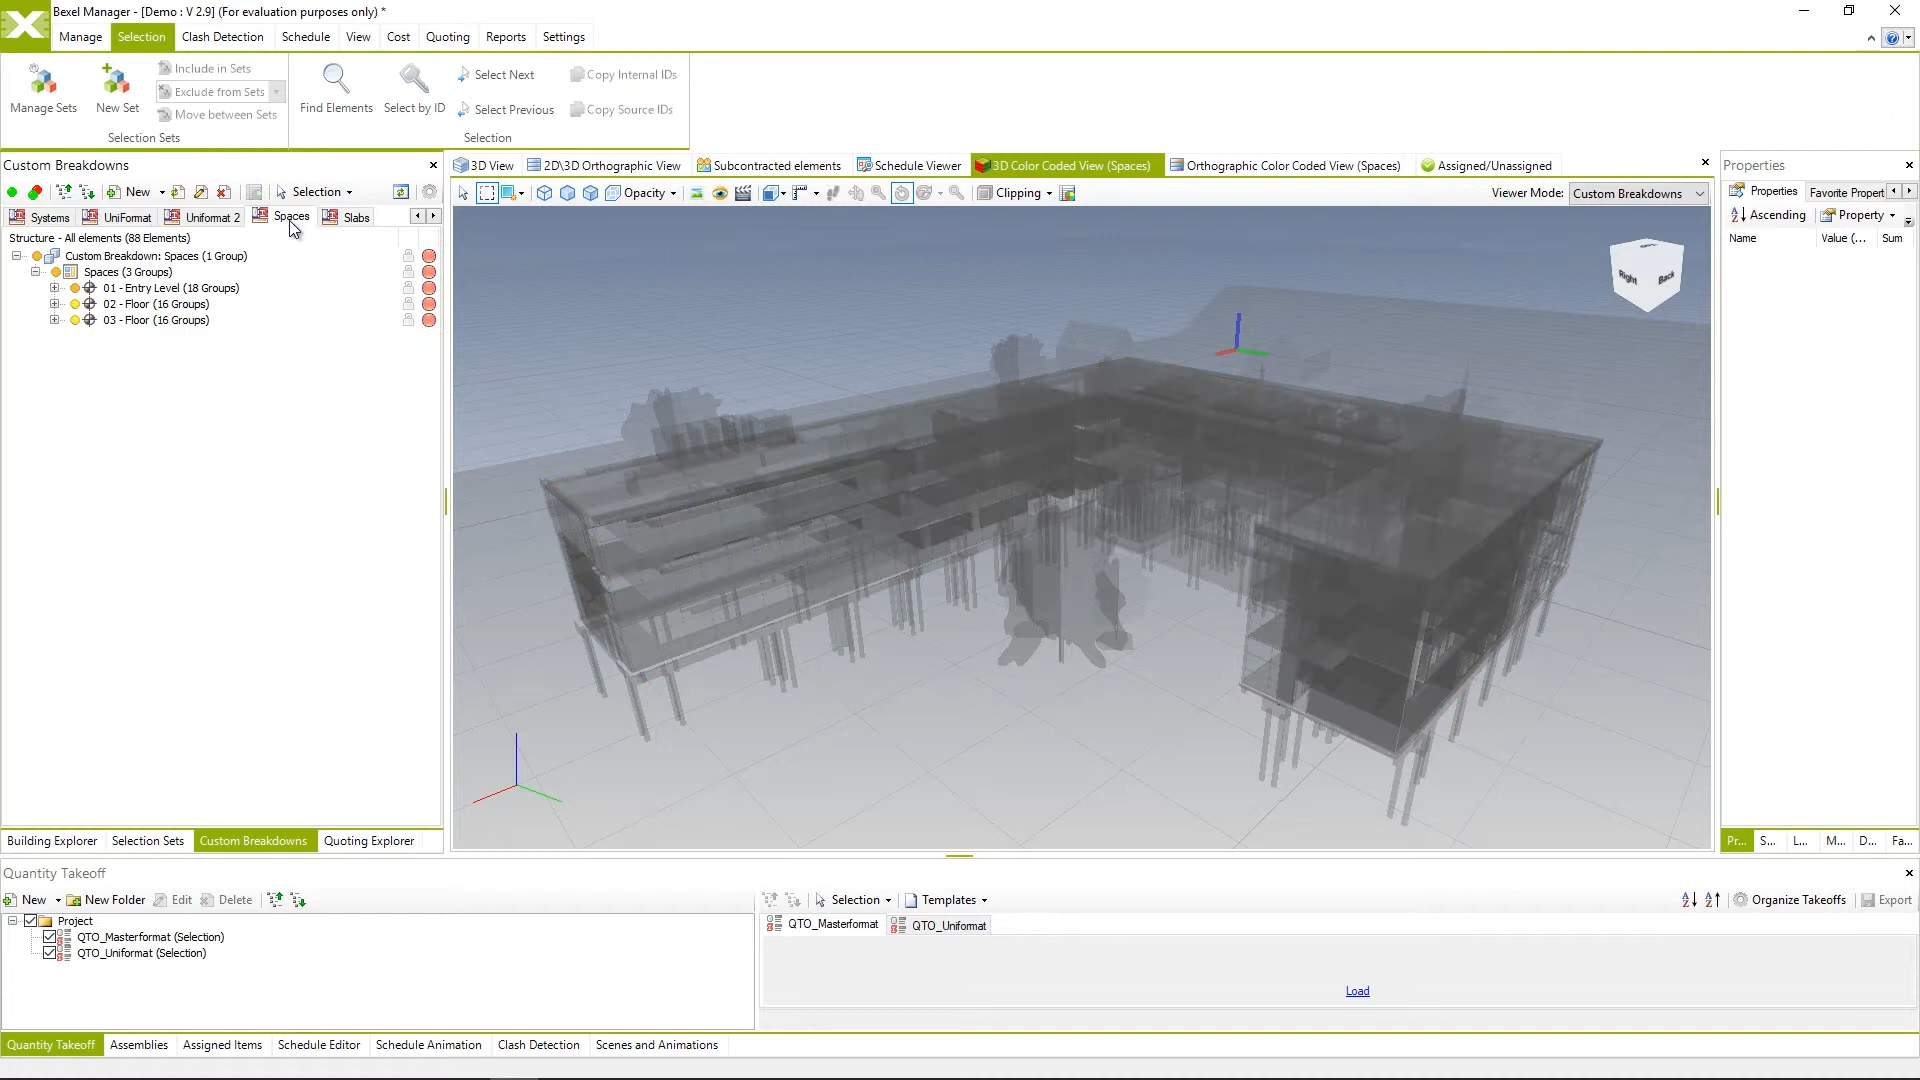 Bexel Manager - [Demo : V 2.9] (For evaluation purposes only) *
Manage Selection Clash Detection Schedule View Cost Quoting Reports Settings
Manage Sets New Set Include in Sets
Exclude from Sets
Move between Sets
Selection Sets
Find Elements Select by ID Select Next Copy Internal IDs
Select Previous Copy Source IDs
Selection
Custom Breakdowns
New Selection
Systems UniFormat Uniformat 2 Spaces Slabs
Structure - All elements (88 Elements)
Custom Breakdown: Spaces (1 Group)
Spaces (3 Groups)
01 - Entry Level (18 Groups)
02 - Floor (16 Groups)
03 - Floor (16 Groups)
Building Explorer Selection Sets Custom Breakdowns Quoting Explorer
3D View 2D\3D Orthographic View Subcontracted elements Schedule Viewer 3D Color Coded View (Spaces) Orthographic Color Coded View (Spaces) Assigned/Unassigned
Opacity Clipping Viewer Mode: Custom Breakdowns
Right Back
Properties
Properties Favorite Propert
Ascending Property
Name Value (... Sum
Pr... S... L... M... D... Fa...
Quantity Takeoff
New New Folder Edit Delete
Project
QTO_Masterformat (Selection)
QTO_Uniformat (Selection)
Selection Templates Organize Takeoffs Export
QTO_Masterformat QTO_Uniformat
Load
Quantity Takeoff Assemblies Assigned Items Schedule Editor Schedule Animation Clash Detection Scenes and Animations